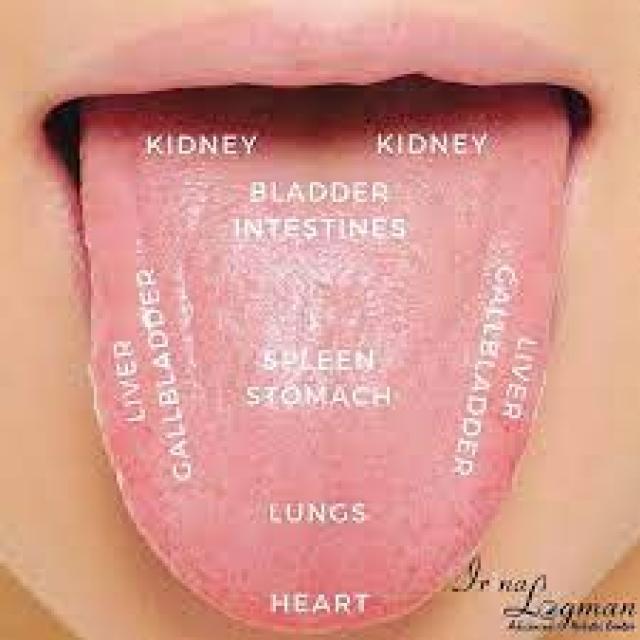 KIDNEY KIDNEY
BLADDER
INTESTINES
LIVER
GALLBLADDER
GALLBLADDER
LIVER
SPLEEN
STOMACH
LUNGS
HEART